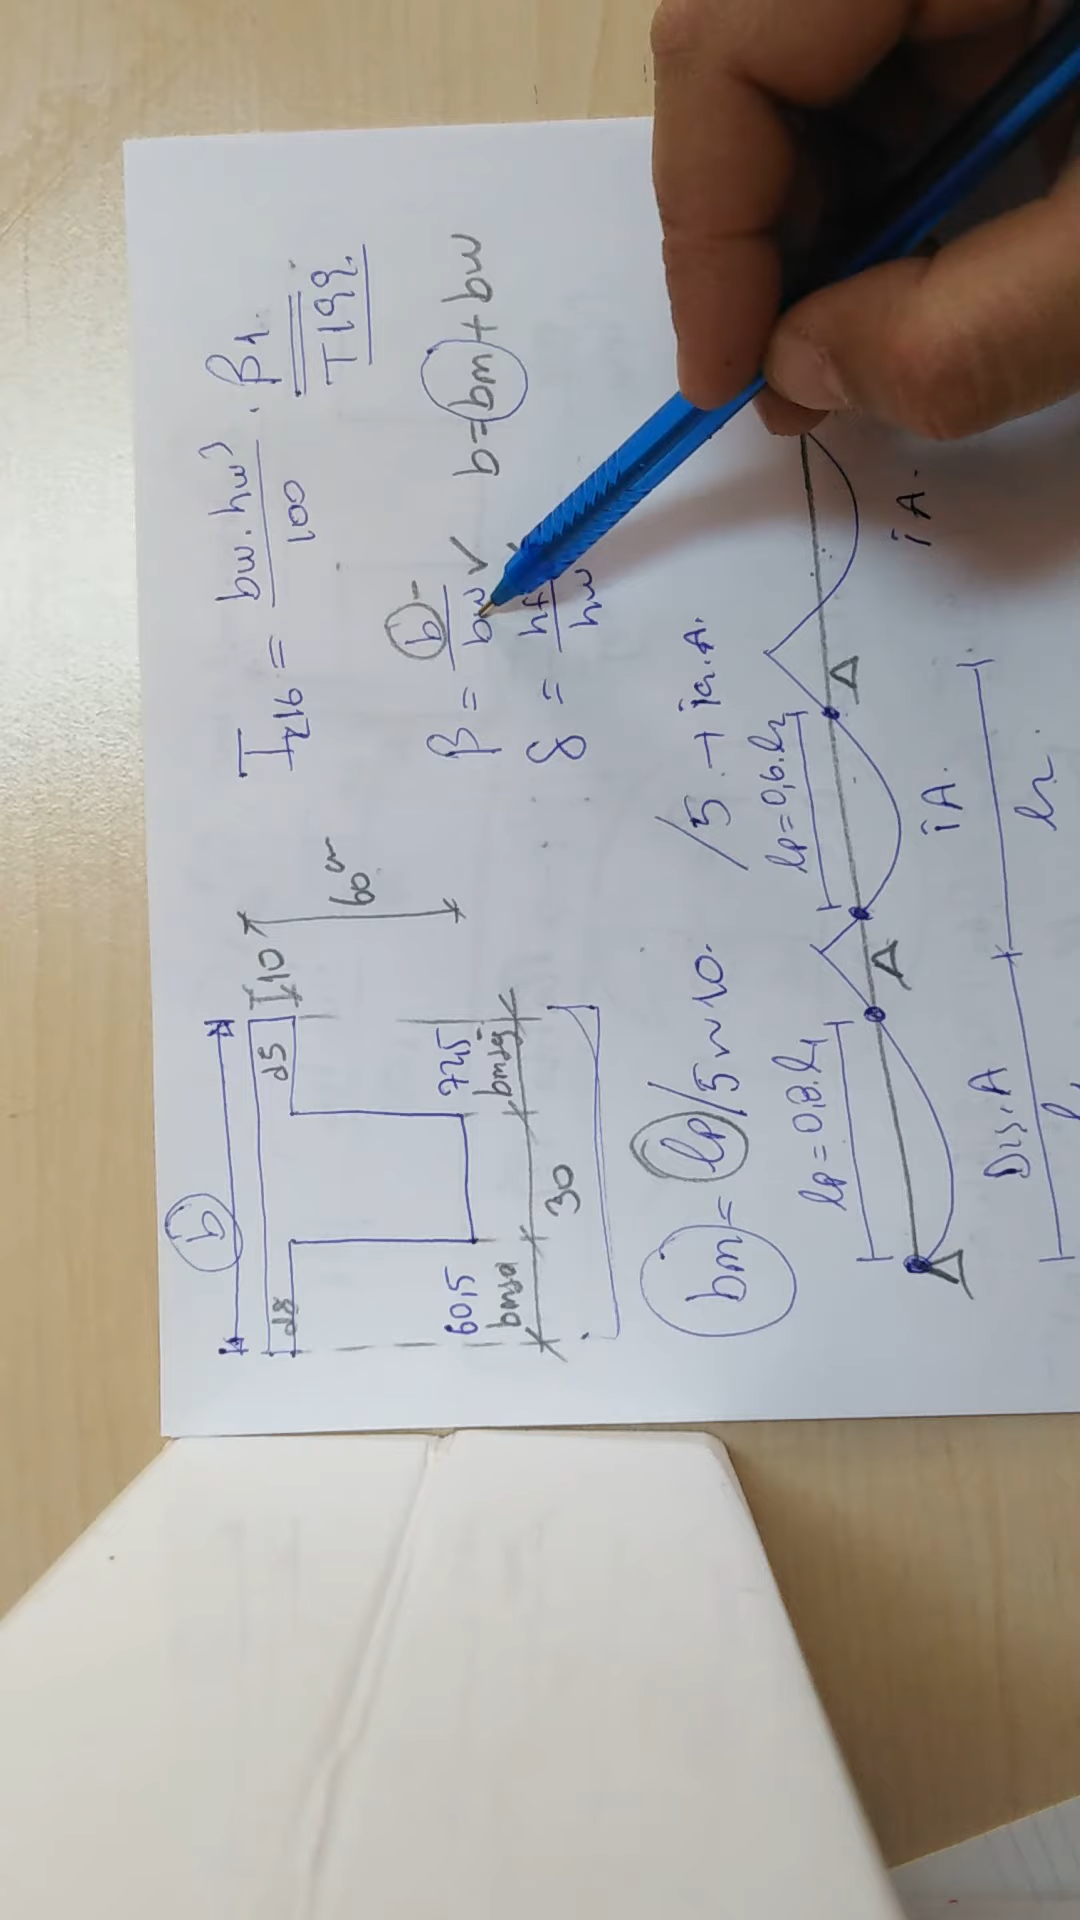 b
d8
d5
10
60 cm
60,5
72,5
bmsol
30
bmsağ
I216 = bw.hw³/100 . β1.
T199.
β = b/bw
b=bm+bw
δ = hf/hw
bm = lp/5~10.
/5 → iç.A.
lp=0,8.l1
lp=0,6.l2
Dış.A
iA.
iA.
l2